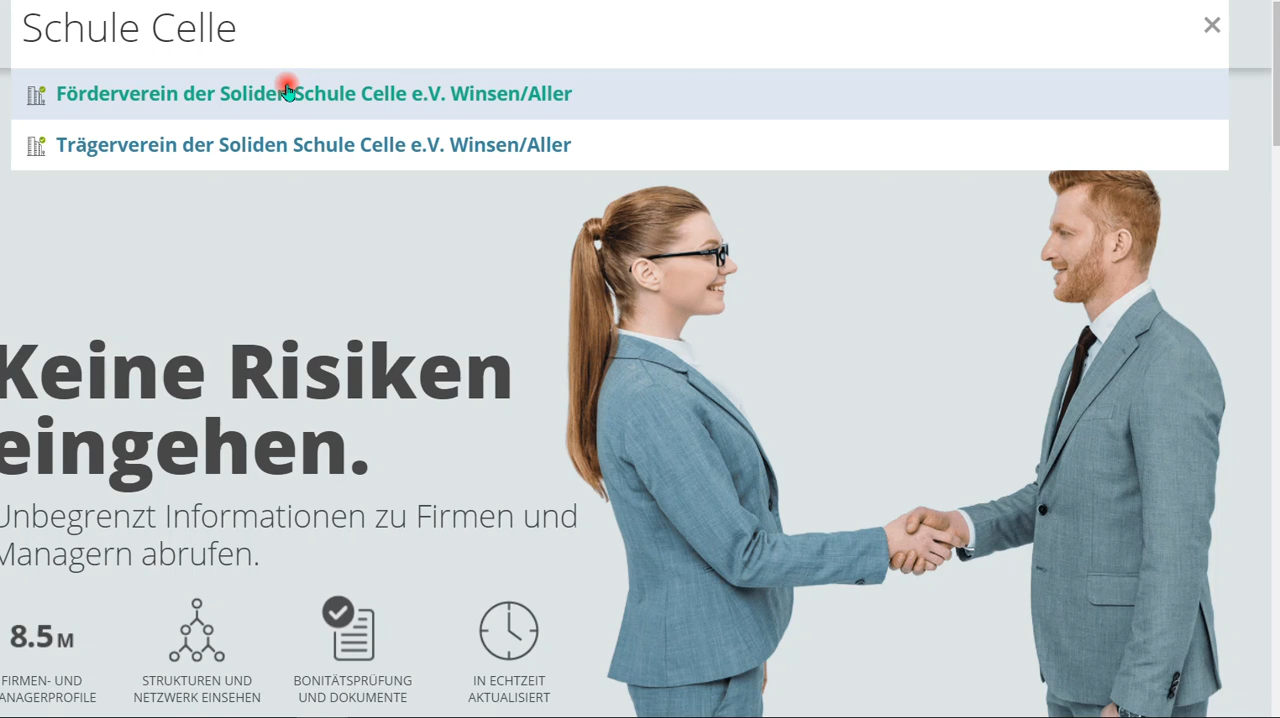 Schule Celle
Förderverein der Soliden Schule Celle e.V. Winsen/Aller
Trägerverein der Soliden Schule Celle e.V. Winsen/Aller
Keine Risiken
eingehen.
Unbegrenzt Informationen zu Firmen und
Managern abrufen.
8.5 M
FIRMEN- UND
ANAGERPROFILE
STRUKTUREN UND
NETZWERK EINSEHEN
BONITÄTSPRÜFUNG
UND DOKUMENTE
IN ECHTZEIT
AKTUALISIERT